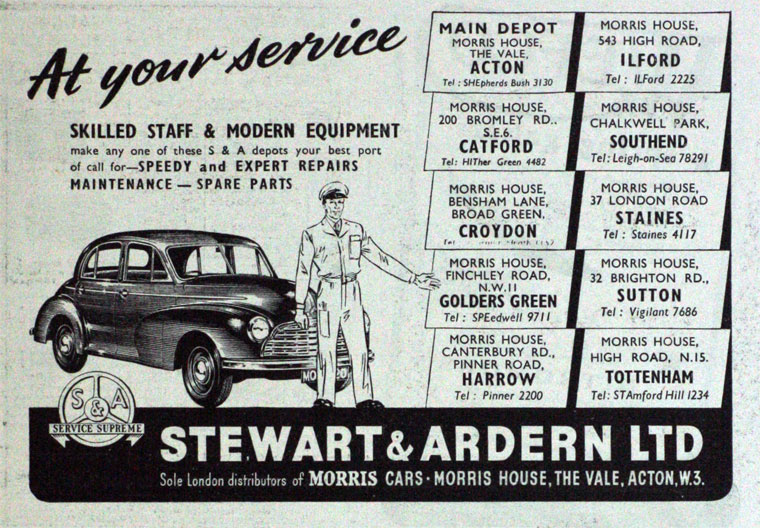 At your service
SKILLED STAFF & MODERN EQUIPMENT
make any one of these S & A depots your best port
of call for—SPEEDY and EXPERT REPAIRS
MAINTENANCE — SPARE PARTS
MAIN DEPOT
MORRIS HOUSE,
THE VALE,
ACTON
Tel : SHEpherds Bush 3130
MORRIS HOUSE,
543 HIGH ROAD,
ILFORD
Tel : ILFord 2225
MORRIS HOUSE,
200 BROMLEY RD..
S.E.6.
CATFORD
Tel: HITher Green 4482
MORRIS HOUSE,
CHALKWELL PARK,
SOUTHEND
Tel: Leigh-on-Sea 78291
MORRIS HOUSE,
BENSHAM LANE,
BROAD GREEN,
CROYDON
MORRIS HOUSE,
37 LONDON ROAD
STAINES
Tel : Staines 4117
MORRIS HOUSE,
FINCHLEY ROAD,
N.W.11
GOLDERS GREEN
Tel : SPEedwell 9711
MORRIS HOUSE,
32 BRIGHTON RD.,
SUTTON
Tel : Vigilant 7686
MORRIS HOUSE,
CANTERBURY RD.,
PINNER ROAD,
HARROW
Tel : Pinner 2200
MORRIS HOUSE,
HIGH ROAD, N.15.
TOTTENHAM
Tel: STAmford Hill 1234
S & A
SERVICE SUPREME
STEWART & ARDERN LTD
Sole London distributors of MORRIS CARS · MORRIS HOUSE, THE VALE, ACTON, W.3.